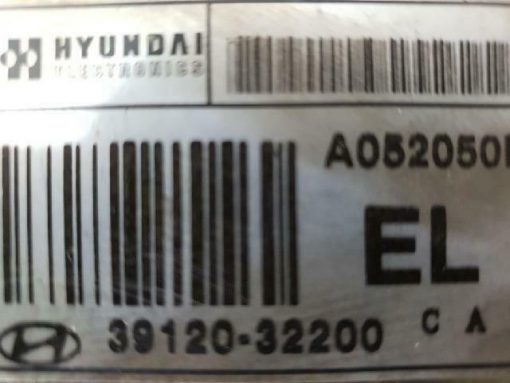 HYUNDAI
ELECTRONICS
A052050
EL
39120-32200 C A